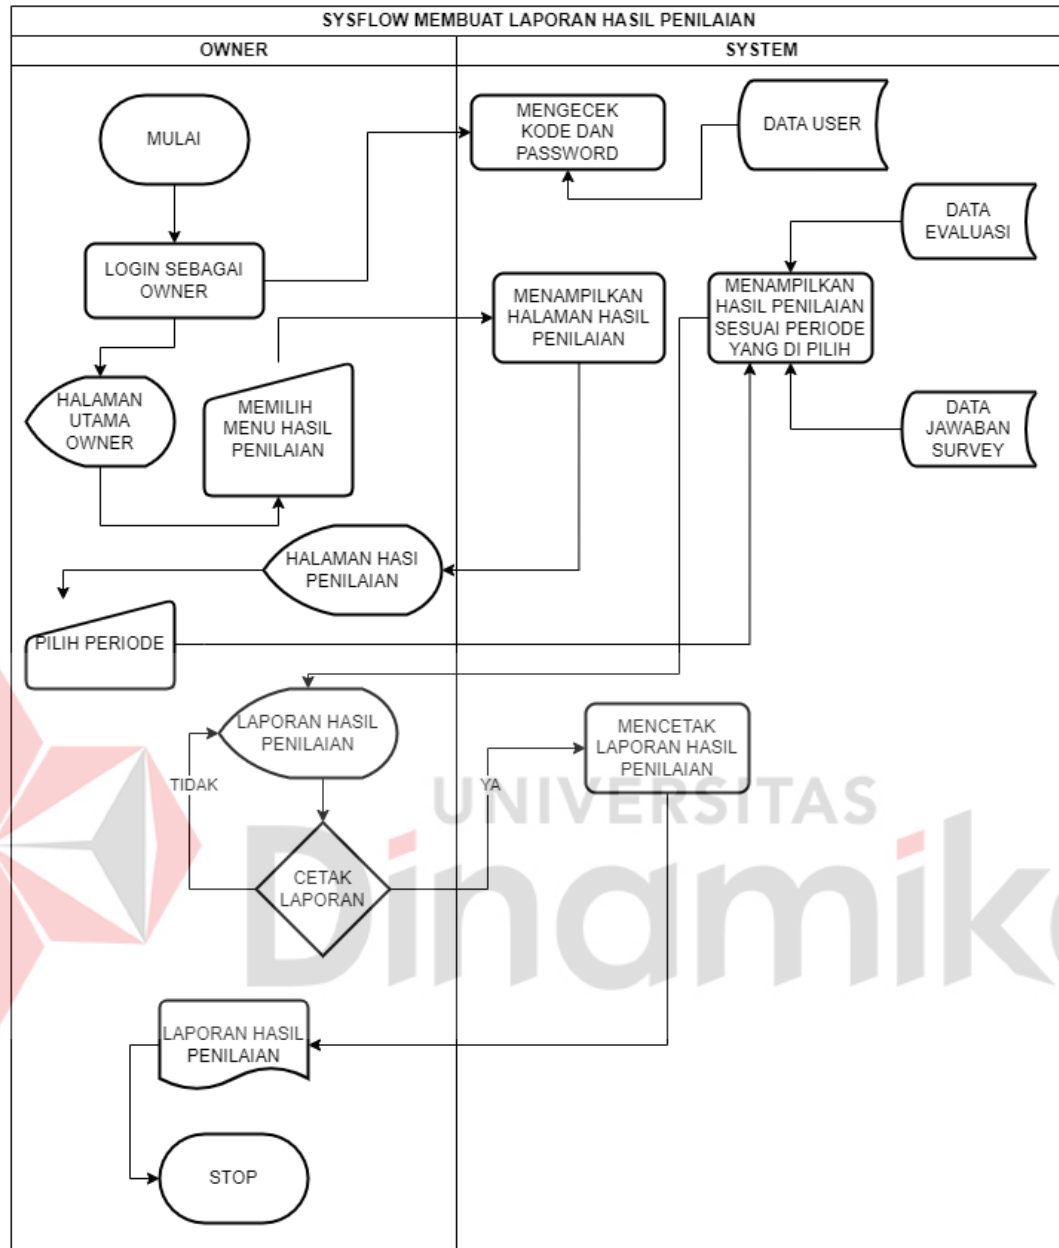 SYSFLOW MEMBUAT LAPORAN HASIL PENILAIAN
OWNER
SYSTEM
MULAI
MENGECEK
KODE DAN
PASSWORD
DATA USER
DATA
EVALUASI
LOGIN SEBAGAI
OWNER
MENAMPILKAN
HALAMAN HASIL
PENILAIAN
MENAMPILKAN
HASIL PENILAIAN
SESUAI PERIODE
YANG DI PILIH
HALAMAN
UTAMA
OWNER
MEMILIH
MENU HASIL
PENILAIAN
DATA
JAWABAN
SURVEY
HALAMAN HASI
PENILAIAN
PILIH PERIODE
LAPORAN HASIL
PENILAIAN
MENCETAK
LAPORAN HASIL
PENILAIAN
TIDAK
YA
UNIVERSITAS
Dinamika
CETAK
LAPORAN
LAPORAN HASIL
PENILAIAN
STOP